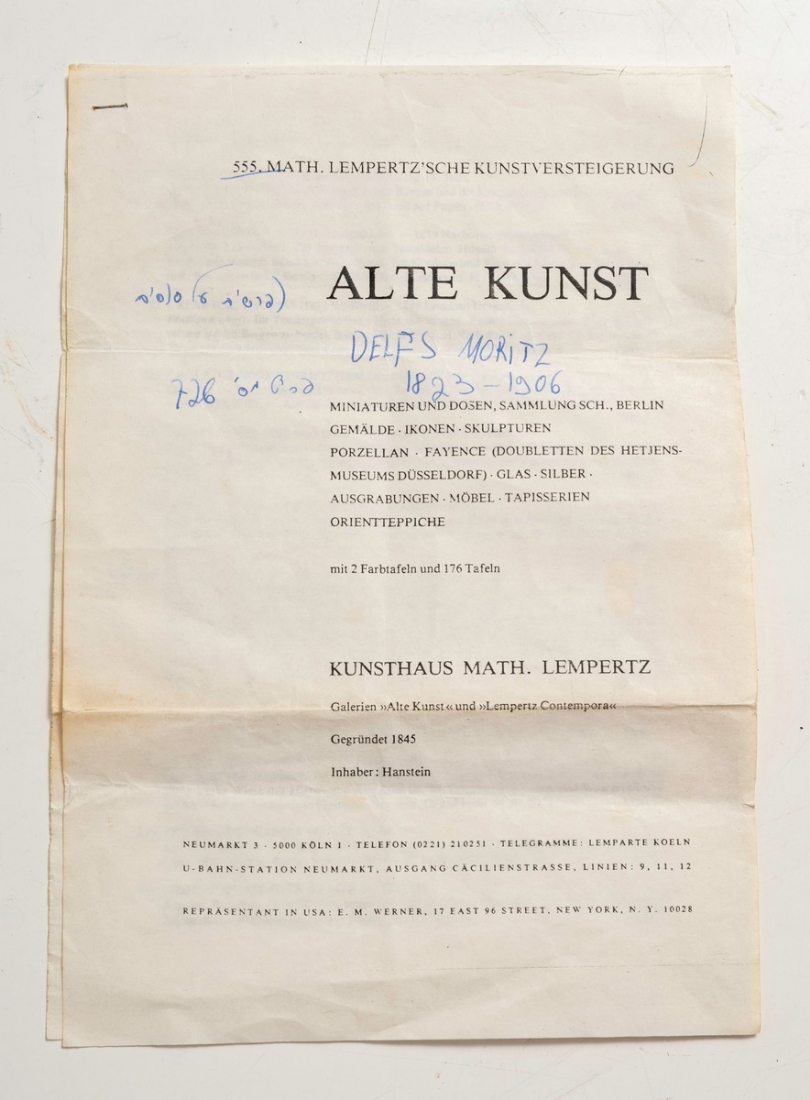 555. MATH. LEMPERTZ'SCHE KUNSTVERSTEIGERUNG
ALTE KUNST
DELFS MORITZ
1823 – 1906
726
MINIATUREN UND DOSEN, SAMMLUNG SCH., BERLIN
GEMÄLDE · IKONEN · SKULPTUREN
PORZELLAN · FAYENCE (DOUBLETTEN DES HETJENS-
MUSEUMS DÜSSELDORF) · GLAS · SILBER ·
AUSGRABUNGEN · MÖBEL · TAPISSERIEN
ORIENTTEPPICHE
mit 2 Farbtafeln und 176 Tafeln
KUNSTHAUS MATH. LEMPERTZ
Galerien »Alte Kunst« und »Lempertz Contempora«
Gegründet 1845
Inhaber: Hanstein
NEUMARKT 3 · 5000 KÖLN 1 · TELEFON (0221) 210251 · TELEGRAMME: LEMPARTE KOELN
U-BAHN-STATION NEUMARKT, AUSGANG CÄCILIENSTRASSE, LINIEN: 9, 11, 12
REPRÄSENTANT IN USA: E. M. WERNER, 17 EAST 96 STREET, NEW YORK, N. Y. 10028